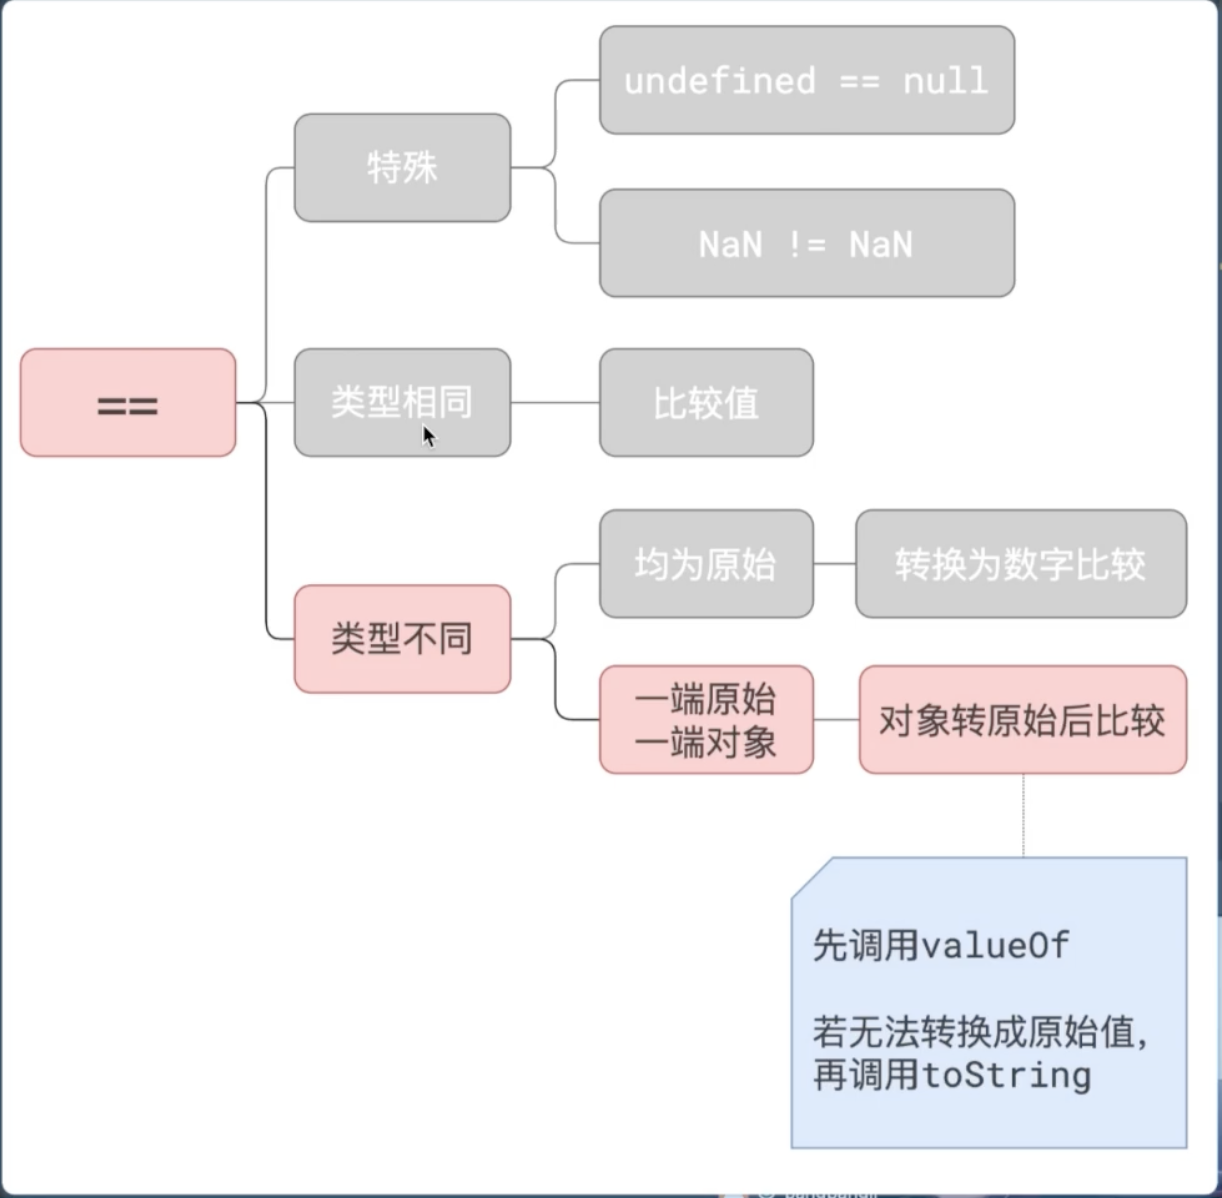 undefined == null
特殊
NaN != NaN
==
类型相同
比较值
均为原始
转换为数字比较
类型不同
一端原始
一端对象
对象转原始后比较
先调用valueOf
若无法转换成原始值，
再调用toString